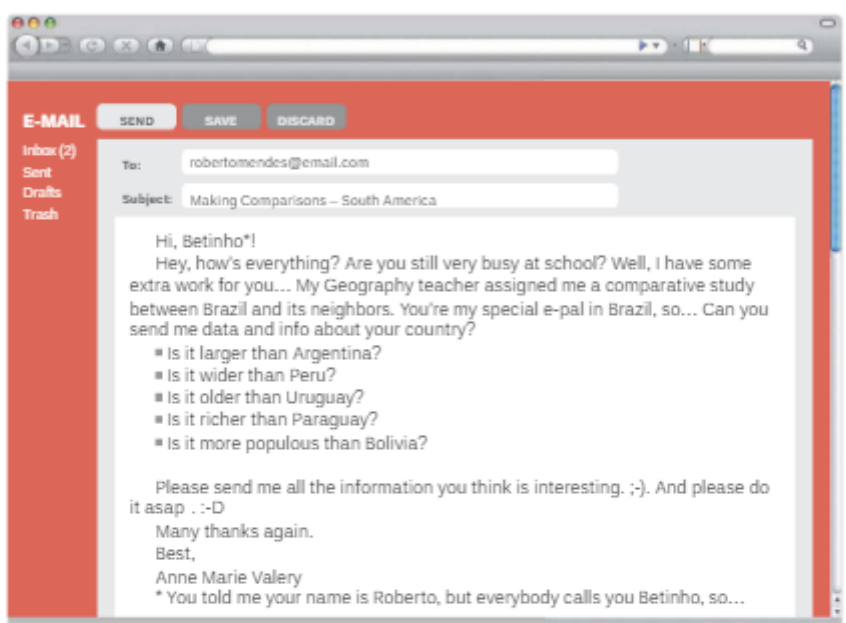 E-MAIL
SEND
SAVE
DISCARD
Inbox (2)
Sent
Drafts
Trash
To:
robertomendes@email.com
Subject:
Making Comparisons – South America
Hi, Betinho*!
Hey, how's everything? Are you still very busy at school? Well, I have some
extra work for you... My Geography teacher assigned me a comparative study
between Brazil and its neighbors. You're my special e-pal in Brazil, so... Can you
send me data and info about your country?
■ Is it larger than Argentina?
■ Is it wider than Peru?
■ Is it older than Uruguay?
■ Is it richer than Paraguay?
■ Is it more populous than Bolivia?
Please send me all the information you think is interesting. ;-). And please do
it asap . :-D
Many thanks again.
Best,
Anne Marie Valery
* You told me your name is Roberto, but everybody calls you Betinho, so...